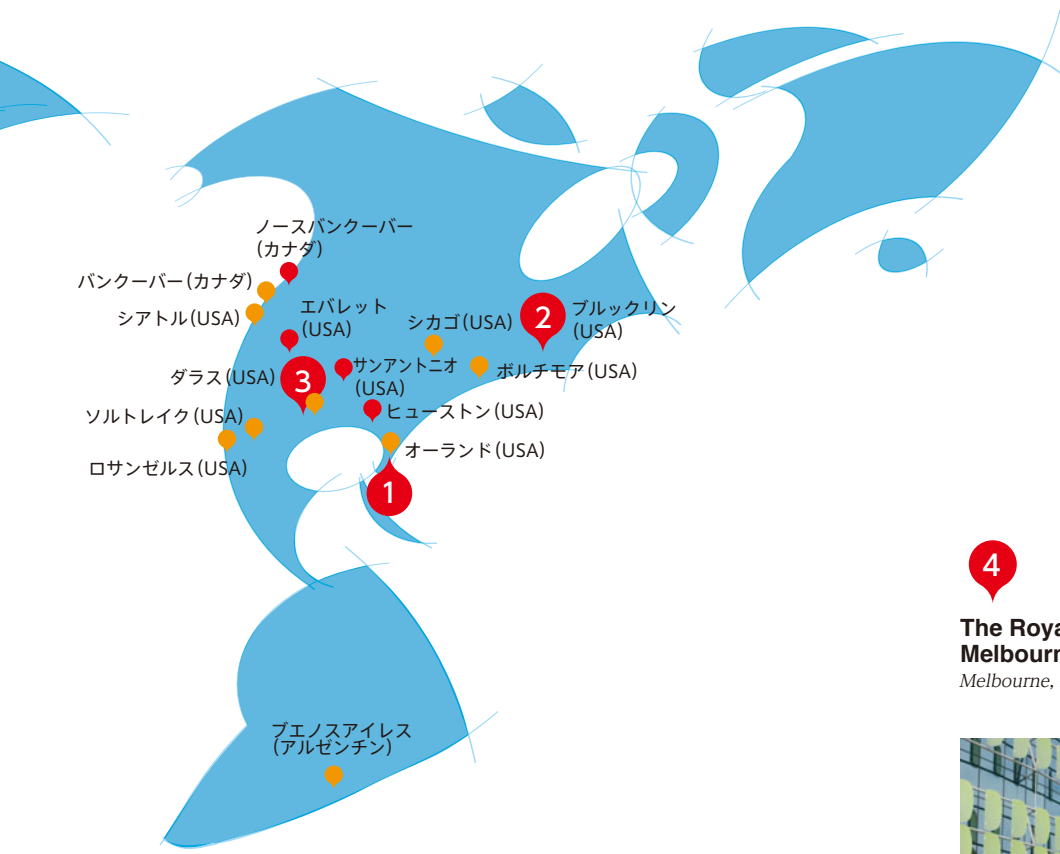 ノースバンクーバー
(カナダ)
バンクーバー(カナダ)
シアトル(USA)
エバレット
(USA)
シカゴ(USA)
2
ブルックリン
(USA)
ダラス(USA)
3
サンアントニオ
(USA)
ボルチモア(USA)
ソルトレイク(USA)
ヒューストン(USA)
オーランド(USA)
ロサンゼルス(USA)
1
ブエノスアイレス
(アルゼンチン)
4
The Roya
Melbourn
Melbourne,